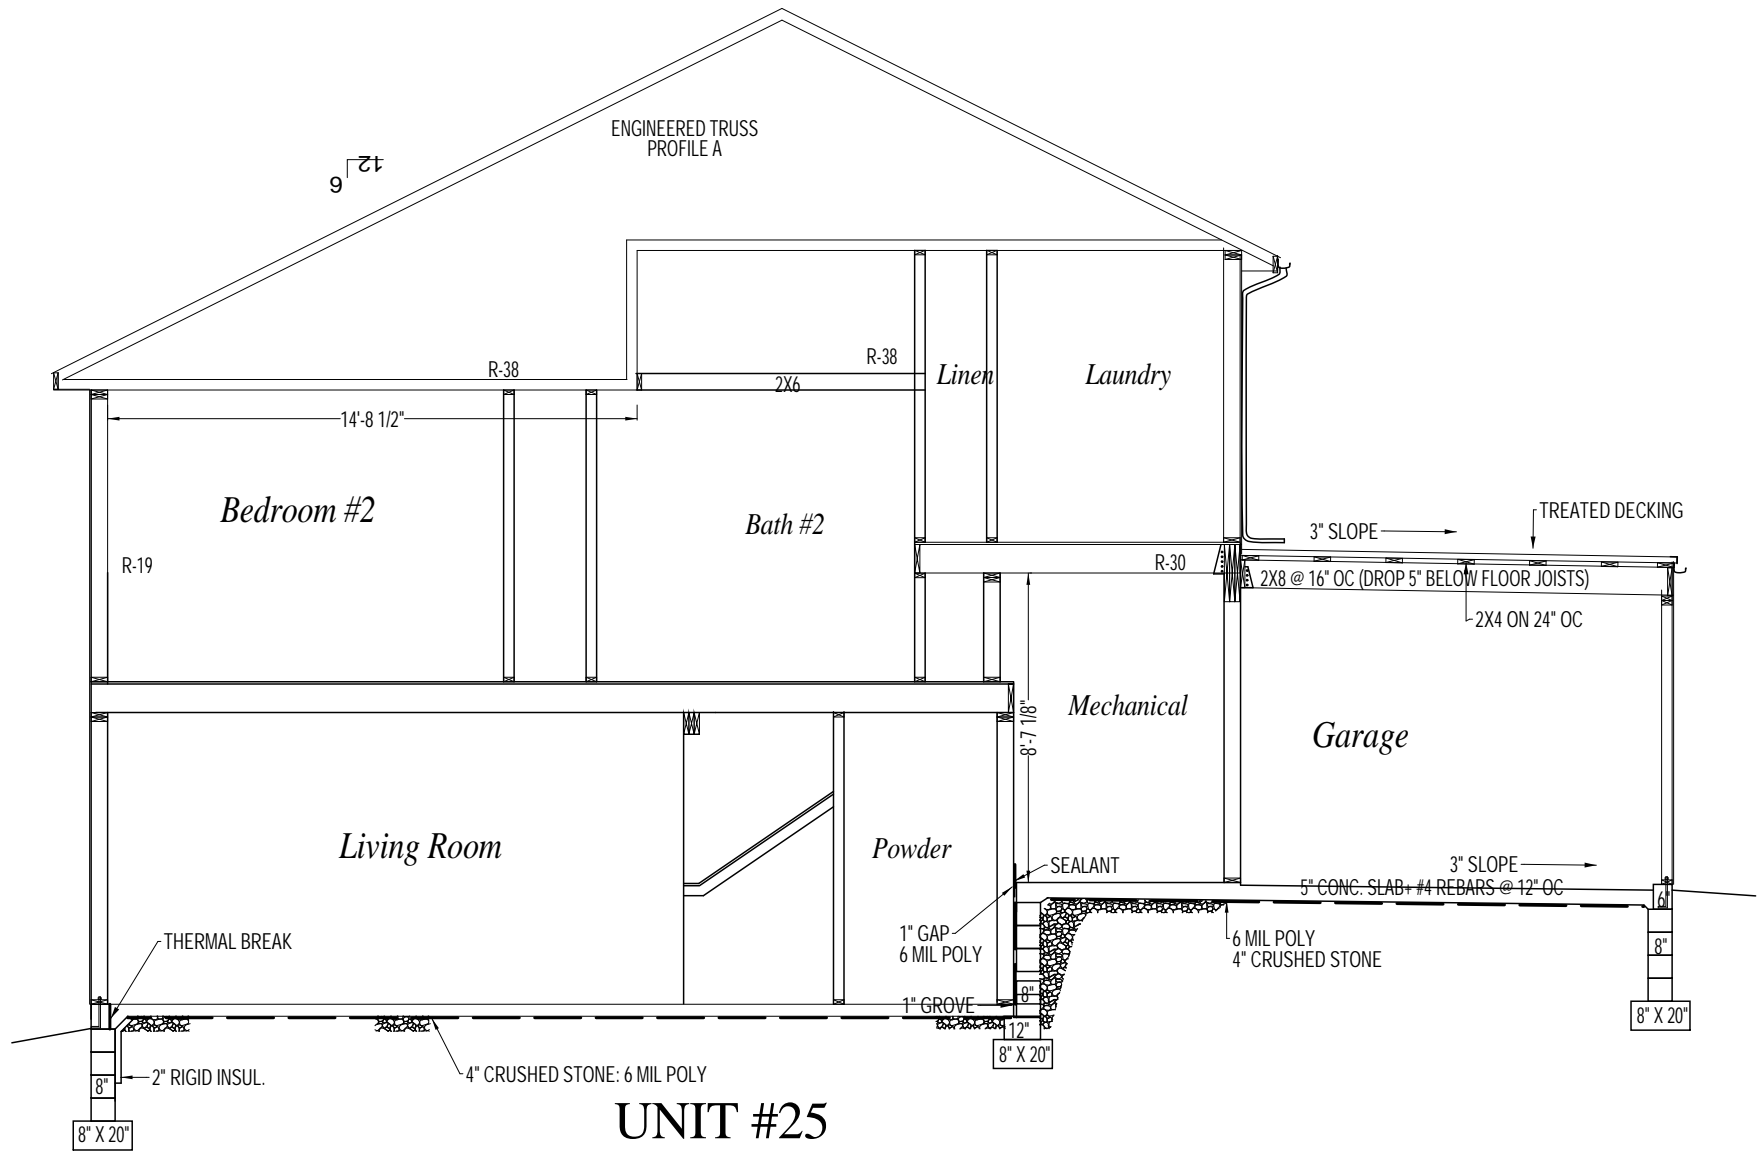 ENGINEERED TRUSS
PROFILE A
12
6
R-38
R-38
2X6
Linen
Laundry
14'-8 1/2"
Bedroom #2
Bath #2
R-19
R-30
3" SLOPE
TREATED DECKING
2X8 @ 16" OC (DROP 5" BELOW FLOOR JOISTS)
2X4 ON 24" OC
8'-7 1/8"
Mechanical
Garage
Living Room
Powder
SEALANT
3" SLOPE
5" CONC. SLAB+ #4 REBARS @ 12" OC
6"
1" GAP
6 MIL POLY
6 MIL POLY
4" CRUSHED STONE
8"
THERMAL BREAK
1" GROVE
8"
12"
8" X 20"
8" X 20"
2" RIGID INSUL.
4" CRUSHED STONE: 6 MIL POLY
8"
8" X 20"
UNIT #25